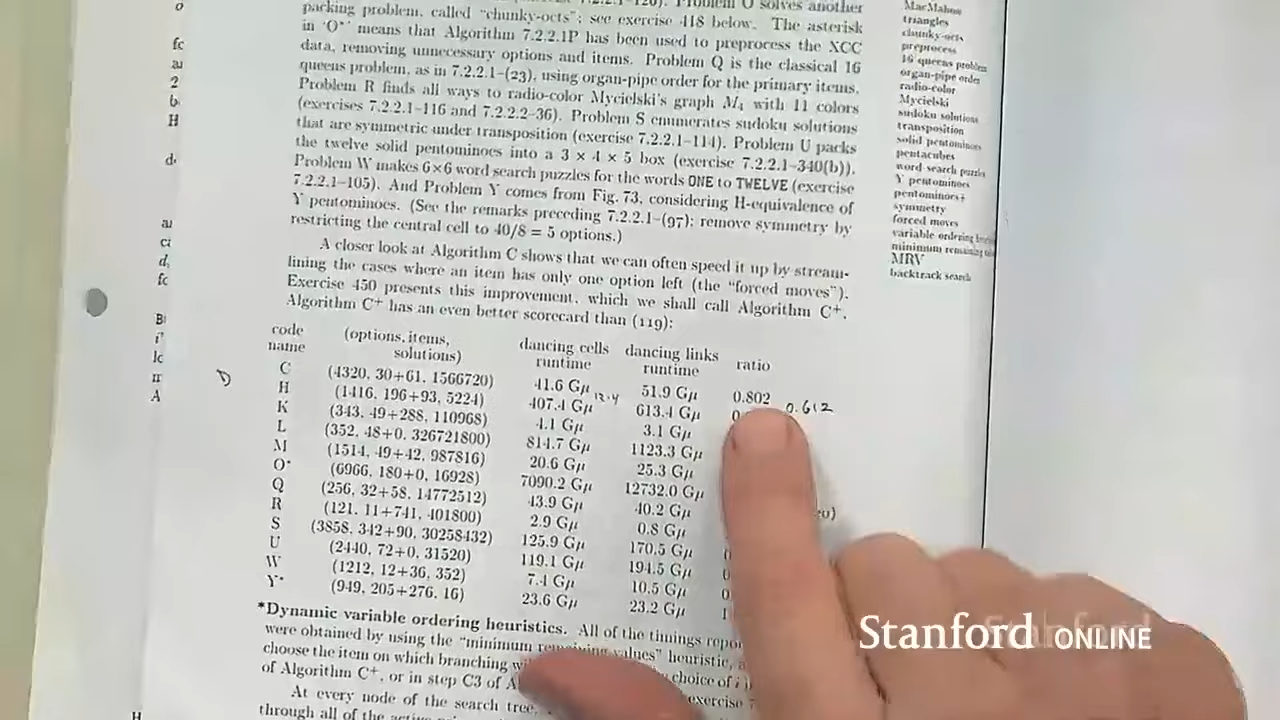 packing problem, called "chunky-octs"; see exercise 418 below. The asterisk
in 'O*' means that Algorithm 7.2.2.1P has been used to preprocess the XCC
data, removing unnecessary options and items. Problem Q is the classical 16
queens problem, as in 7.2.2.1–(23), using organ-pipe order for the primary items.
Problem R finds all ways to radio-color Mycielski's graph M₄ with 11 colors
(exercises 7.2.2.1–116 and 7.2.2.2–36). Problem S enumerates sudoku solutions
that are symmetric under transposition (exercise 7.2.2.1–114). Problem U packs
the twelve solid pentominoes into a 3 × 4 × 5 box (exercise 7.2.2.1–340(b)).
Problem W makes 6×6 word search puzzles for the words ONE to TWELVE (exercise
7.2.2.1–105). And Problem Y comes from Fig. 73, considering H-equivalence of
Y pentominoes. (See the remarks preceding 7.2.2.1–(97); remove symmetry by
restricting the central cell to 40/8 = 5 options.)
A closer look at Algorithm C shows that we can often speed it up by stream-
lining the cases where an item has only one option left (the "forced moves").
Exercise 450 presents this improvement, which we shall call Algorithm C⁺.
Algorithm C⁺ has an even better scorecard than (119):
code (options, items, dancing cells dancing links ratio
name solutions) runtime runtime
C (4320, 30+61, 1566720) 41.6 Gμ 51.9 Gμ 0.802
H (1416, 196+93, 5224) 407.4 Gμ 613.4 Gμ 0.612
K (343, 49+288, 110968) 4.1 Gμ 3.1 Gμ
L (352, 48+0, 326721800) 814.7 Gμ 1123.3 Gμ
M (1514, 49+42, 987816) 20.6 Gμ 25.3 Gμ
O* (6966, 180+0, 16928) 7090.2 Gμ 12732.0 Gμ
Q (256, 32+58, 14772512) 43.9 Gμ 40.2 Gμ
R (121, 11+741, 401800) 2.9 Gμ 0.8 Gμ
S (3858, 342+90, 30258432) 125.9 Gμ 170.5 Gμ
U (2440, 72+0, 31520) 119.1 Gμ 194.5 Gμ
W (1212, 12+36, 352) 7.4 Gμ 10.5 Gμ
Y* (949, 205+276, 16) 23.6 Gμ 23.2 Gμ
*Dynamic variable ordering heuristics. All of the timings
were obtained by using the "minimum remaining values" heuristic,
choose the item on which branching choice of i
of Algorithm C⁺, or in step C3 of exercise
At every node of the search tree,
through all of the
MacMahon
triangles
chunky-octs
preprocess
16 queens problem
organ-pipe order
radio-color
Mycielski
sudoku solutions
transposition
solid pentominoes
pentacubes
word search puzzles
Y pentominoes
pentominoes+
symmetry
forced moves
variable ordering
minimum remaining
MRV
backtrack search
Stanford ONLINE